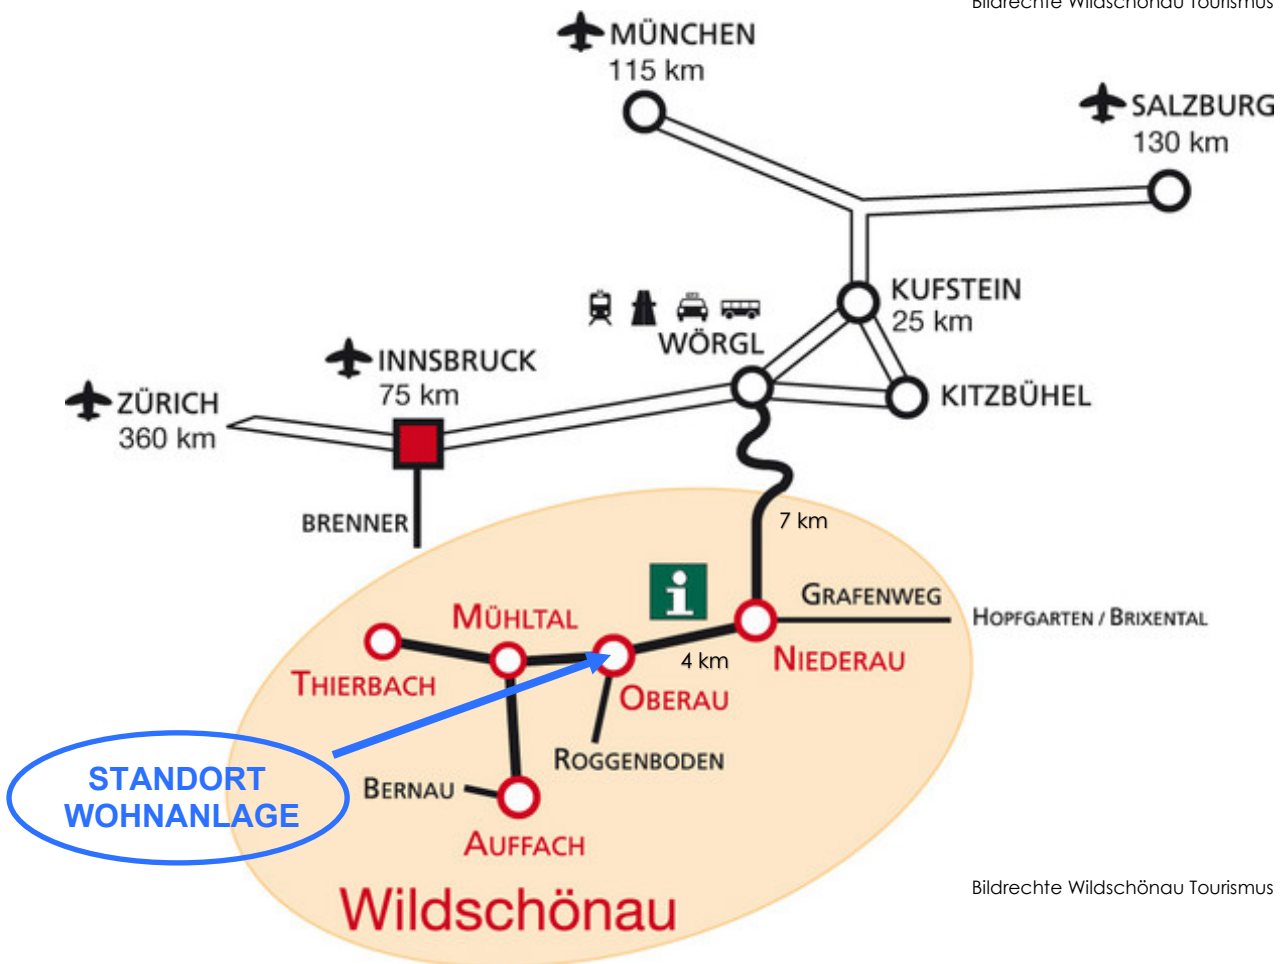 Bildrechte Wildschönau Tourismus
MÜNCHEN
115 km
SALZBURG
130 km
KUFSTEIN
25 km
WÖRGL
INNSBRUCK
75 km
KITZBÜHEL
ZÜRICH
360 km
BRENNER
7 km
i
GRAFENWEG
HOPFGARTEN / BRIXENTAL
MÜHLTAL
4 km
NIEDERAU
THIERBACH
OBERAU
ROGGENBODEN
STANDORT
WOHNANLAGE
BERNAU
AUFFACH
Wildschönau
Bildrechte Wildschönau Tourismus